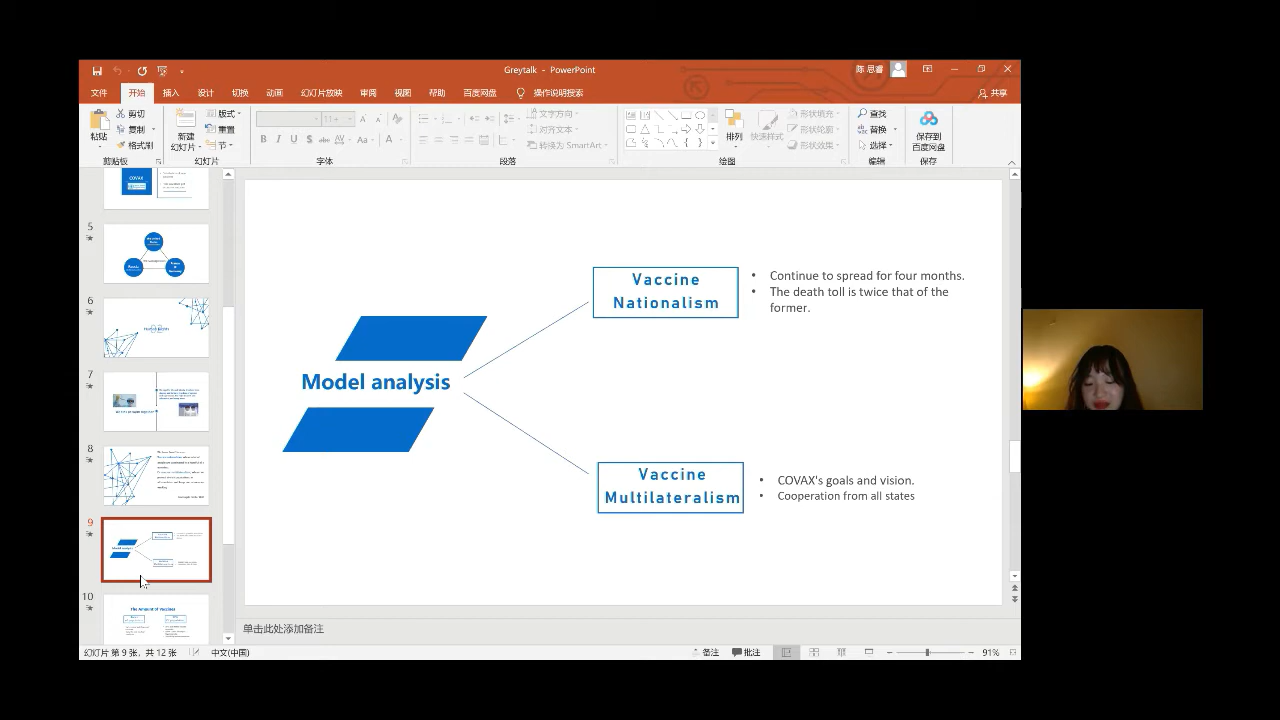 Greytalk - PowerPoint
陈 思睿
文件
开始
插入
设计
切换
动画
幻灯片放映
审阅
视图
帮助
百度网盘
操作说明搜索
共享
粘贴
剪切
复制
格式刷
剪贴板
新建
幻灯片
版式
重置
节
幻灯片
字体
文字方向
对齐文本
转换为 SmartArt
段落
排列
快速样式
形状填充
形状轮廓
形状效果
绘图
查找
替换
选择
编辑
保存到
百度网盘
保存
COVAX
5
6
7
8
9
10
The Amount of Vaccines
Model analysis
Vaccine
Nationalism
• Continue to spread for four months.
• The death toll is twice that of the
former.
Vaccine
Multilateralism
• COVAX's goals and vision.
• Cooperation from all states
单击此处添加备注
幻灯片 第 9 张，共 12 张
中文(中国)
备注
批注
91%